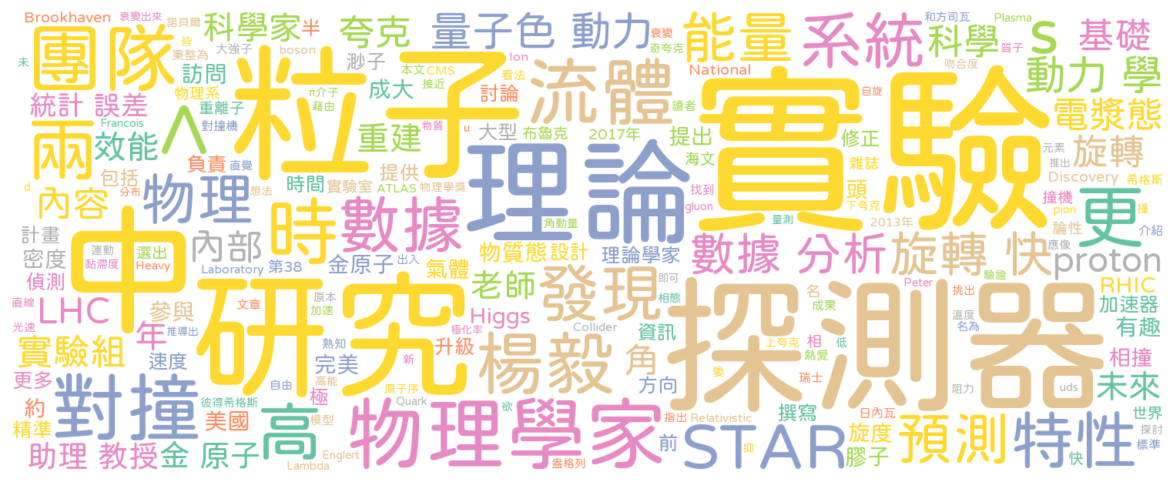 Brookhaven
衰變出來
諾貝爾
科學家
半
夸克
量子色 動力
能量
系統
和方司瓦
Plasma
科學
質子
s
基礎
團隊
未
皆
秉整為
訪問
物理系
大強子
boson
渺子
π介子
本文
CMS
接近
藉由
Ion
看法
衰變
奇夸克
National
吻合度
動力 學
統計 誤差
重離子
Francois
對撞機
成大
討論
流體
自旋
電漿態
粒子
實驗
兩
效能
Λ
重建
物質
u
大型
讀者
布魯克
2017年
提出
修正
元素
推出
旋轉
d
分布
包括
負責
直覺
提供
ATLAS
物理學獎
理論
海文
雜誌
頭
Discovery
希格斯
內容
物理
想法
時間
實驗室
找到
gluon
下夸克
撞機
pion
撞
時
數據
角動量
量測
2013年
論性
介紹
更
計畫
中
運動
選出
內部
密度
黏滯度
Heavy
Laboratory
第38
金原子
出入
氣體
物質態
設計
理論學家
數據 分析
旋轉 快
應像
驗證
proton
偵測
老師
發現
即可
相態
名
成果
Peter
挑出
RHIC
直線
LHC
參與
文章
原本
加速
研究
極化率
Higgs
Collider
資訊
探測器
溫度
名為
加速器
有趣
光速
年
推導出
實驗組
熱知
新
升級
楊毅
角
上夸克
相
熱愛
低
相撞
更多
速度
自由
高能
完美
原子序
方向
變
瑞士
阻力
uds
未來
對撞
彼得希格斯
極
Quark
欲
約
美國
高
模型
物理學家
指出
Relativistic
撰寫
日內瓦
世界
精準
前
STAR
旋度
預測
特性
探討
標準
助理 教授
金 原子
Lambda
Englert
盎格列
抑
膠子
快